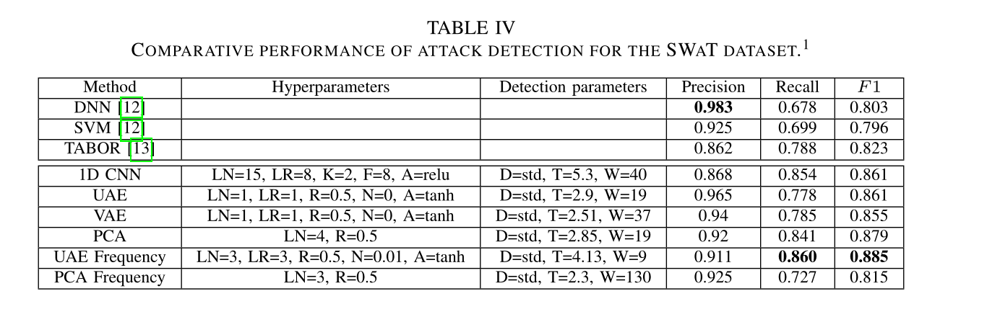 TABLE IV
COMPARATIVE PERFORMANCE OF ATTACK DETECTION FOR THE SWAT DATASET.1
Method Hyperparameters Detection parameters Precision Recall F1
DNN [12] 0.983 0.678 0.803
SVM [12] 0.925 0.699 0.796
TABOR [13] 0.862 0.788 0.823
1D CNN LN=15, LR=8, K=2, F=8, A=relu D=std, T=5.3, W=40 0.868 0.854 0.861
UAE LN=1, LR=1, R=0.5, N=0, A=tanh D=std, T=2.9, W=19 0.965 0.778 0.861
VAE LN=1, LR=1, R=0.5, N=0, A=tanh D=std, T=2.51, W=37 0.94 0.785 0.855
PCA LN=4, R=0.5 D=std, T=2.85, W=19 0.92 0.841 0.879
UAE Frequency LN=3, LR=3, R=0.5, N=0.01, A=tanh D=std, T=4.13, W=9 0.911 0.860 0.885
PCA Frequency LN=3, R=0.5 D=std, T=2.3, W=130 0.925 0.727 0.815